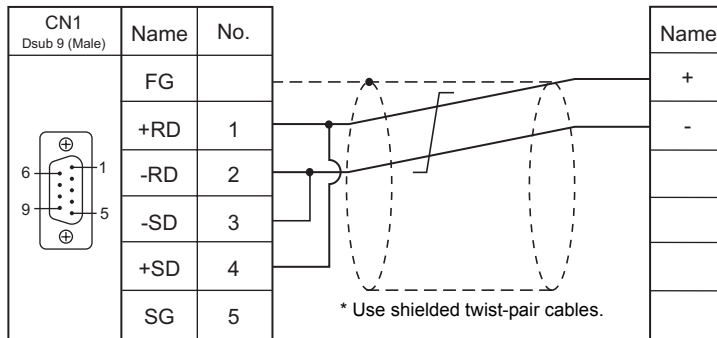 CN1
Dsub 9 (Male)
Name No.
Name
FG
+
+RD 1
-
-RD 2
-SD 3
+SD 4
SG 5
1
6
9
5
* Use shielded twist-pair cables.